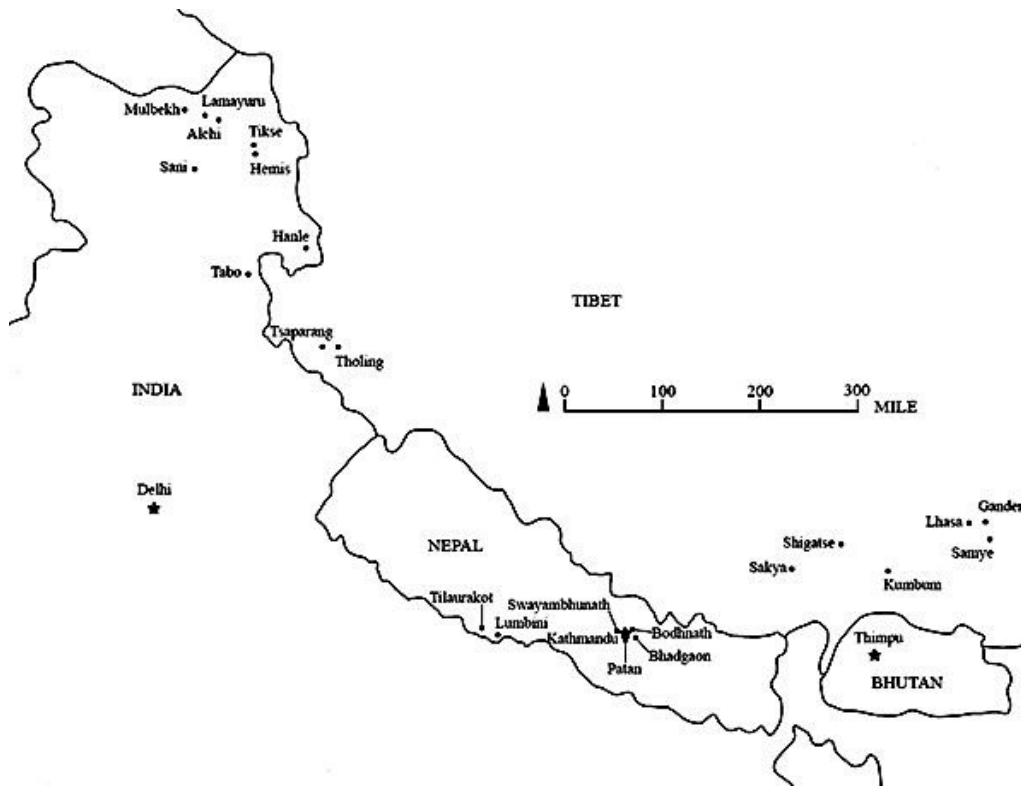 Mulbekh
Lamayuru
Alchi
Tikse
Sani
Hemis
Hanle
Tabo
TIBET
Tsaparang
Tholing
INDIA
0 100 200 300
MILE
Delhi
Lhasa
Ganden
Shigatse
Samye
NEPAL
Sakya
Kumbum
Tilaurakot
Swayambhunath
Lumbini
Kathmandu
Bodhnath
Bhadgaon
Patan
Thimpu
BHUTAN